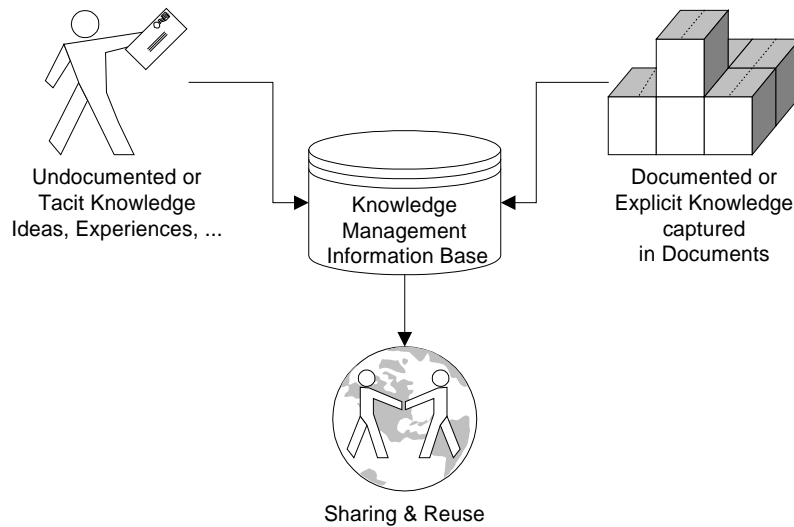 Undocumented or
Tacit Knowledge
Ideas, Experiences, ...
Knowledge
Management
Information Base
Documented or
Explicit Knowledge
captured
in Documents
Sharing & Reuse